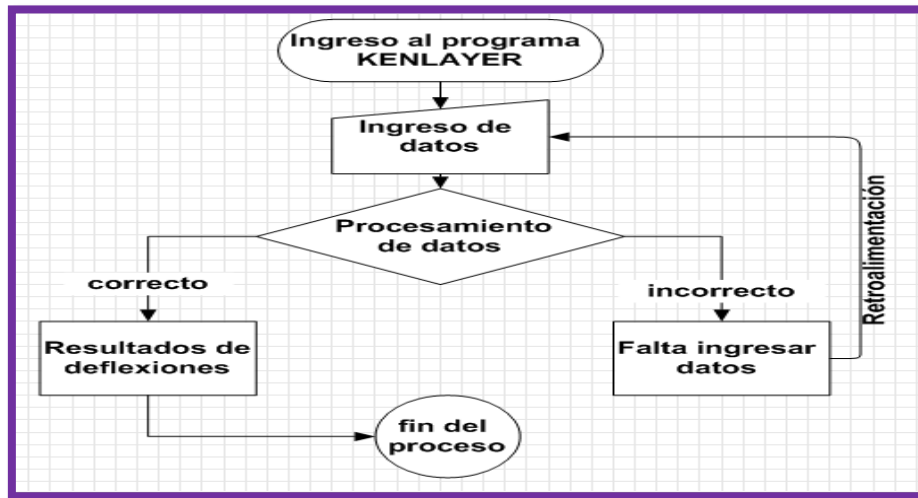 Ingreso al programa
KENLAYER
Ingreso de
datos
Procesamiento
de datos
correcto
incorrecto
Retroalimentación
Resultados de
deflexiones
Falta ingresar
datos
fin del
proceso